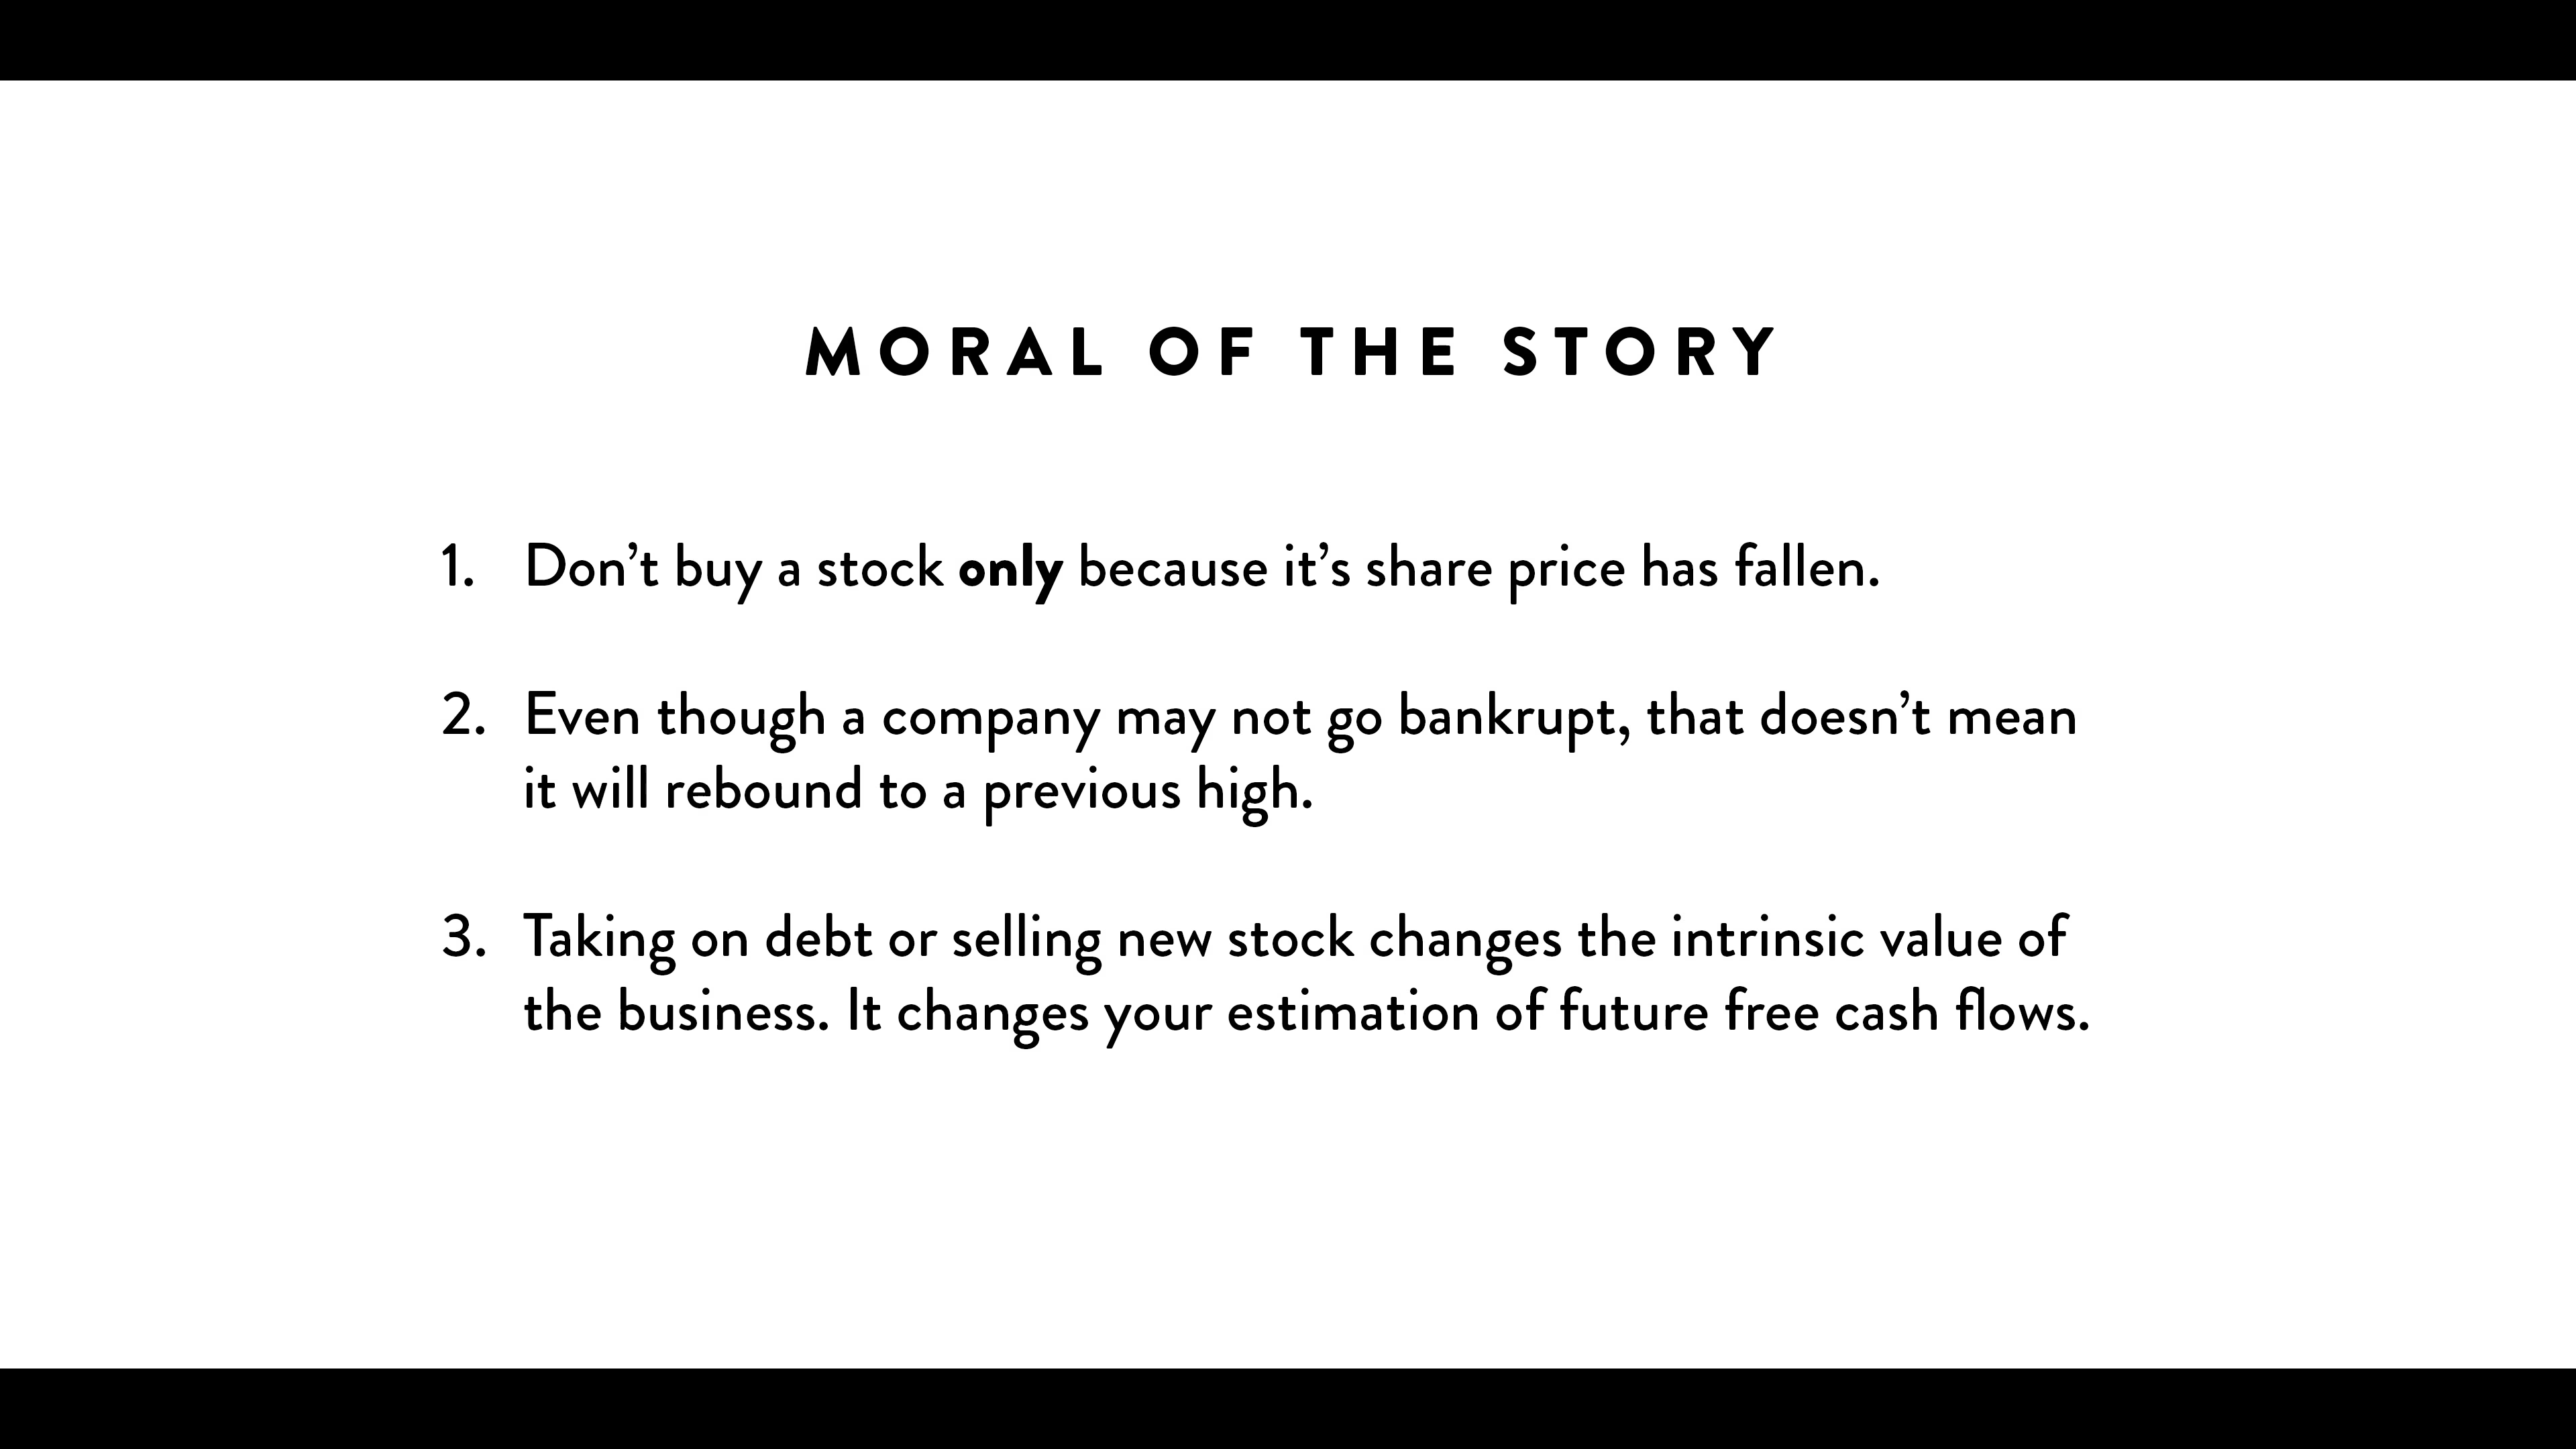 MORAL OF THE STORY
1. Don’t buy a stock only because it’s share price has fallen.
2. Even though a company may not go bankrupt, that doesn’t mean
it will rebound to a previous high.
3. Taking on debt or selling new stock changes the intrinsic value of
the business. It changes your estimation of future free cash flows.